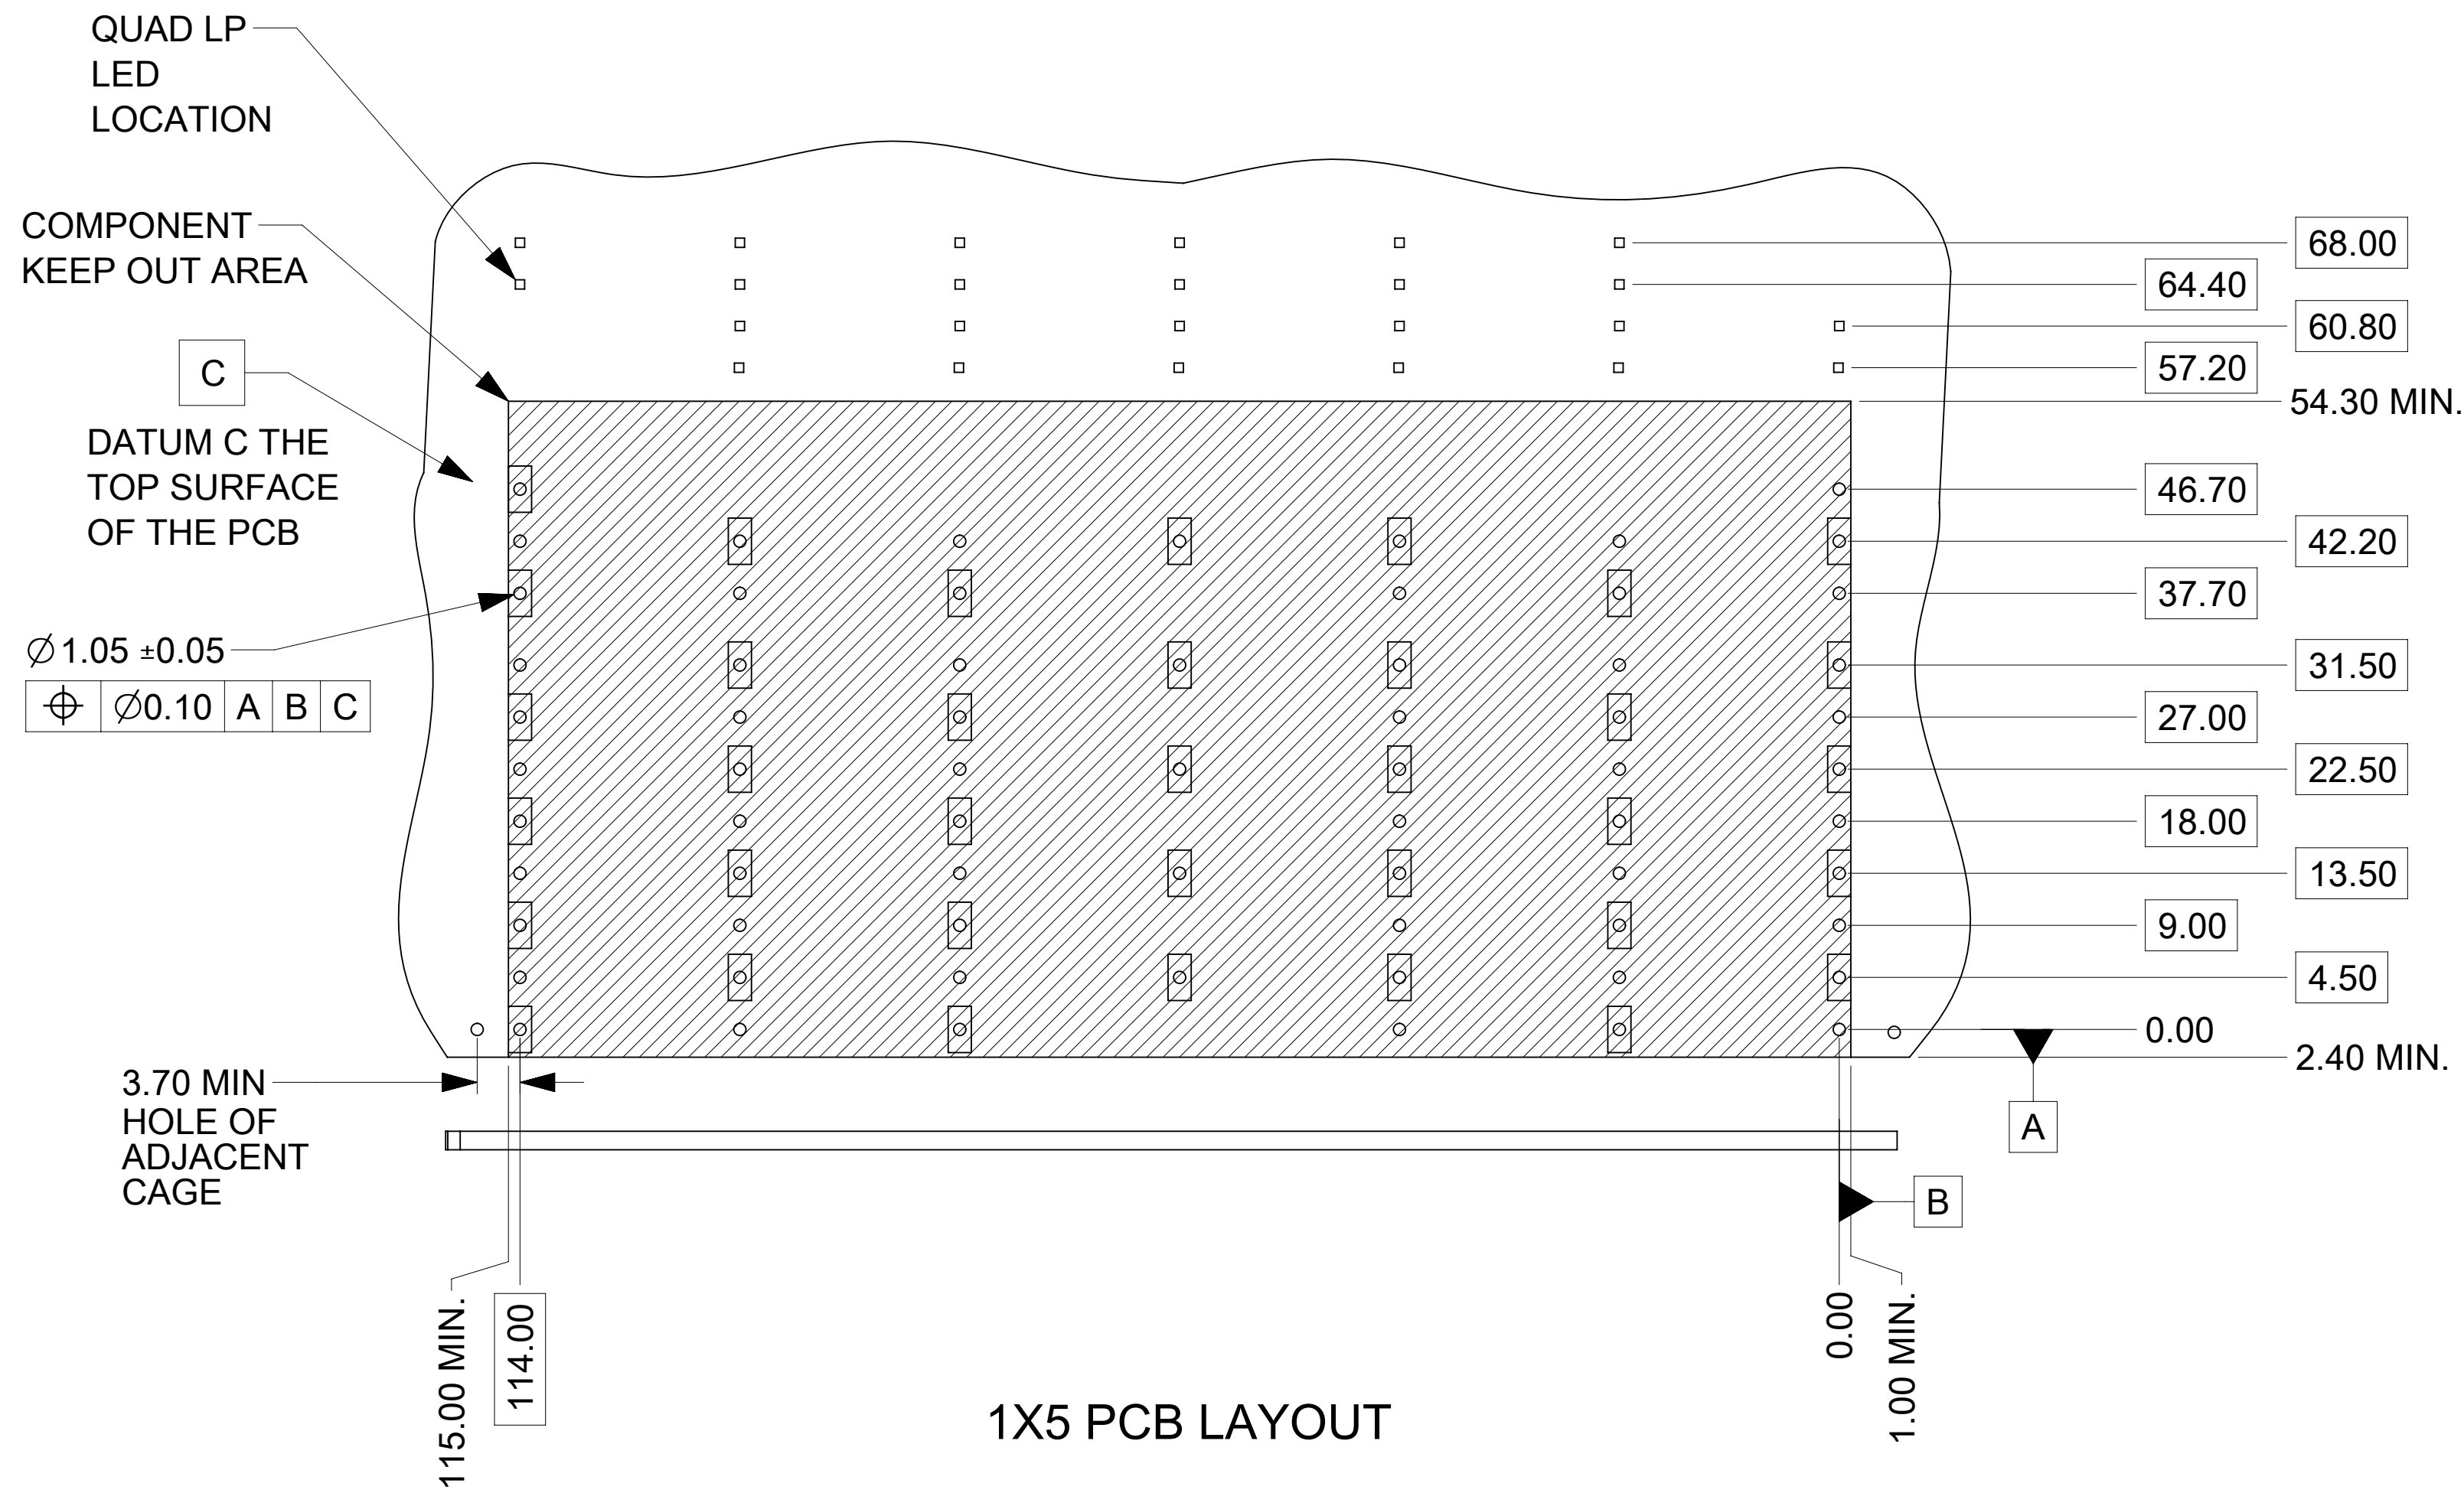 QUAD LP
LED
LOCATION
COMPONENT
KEEP OUT AREA
C
DATUM C THE
TOP SURFACE
OF THE PCB
∅1.05 ±0.05
⌖ ∅0.10 A B C
3.70 MIN
HOLE OF
ADJACENT
CAGE
68.00
64.40
60.80
57.20
54.30 MIN.
46.70
42.20
37.70
31.50
27.00
22.50
18.00
13.50
9.00
4.50
0.00
2.40 MIN.
A
B
115.00 MIN.
114.00
0.00
1.00 MIN.
1X5 PCB LAYOUT